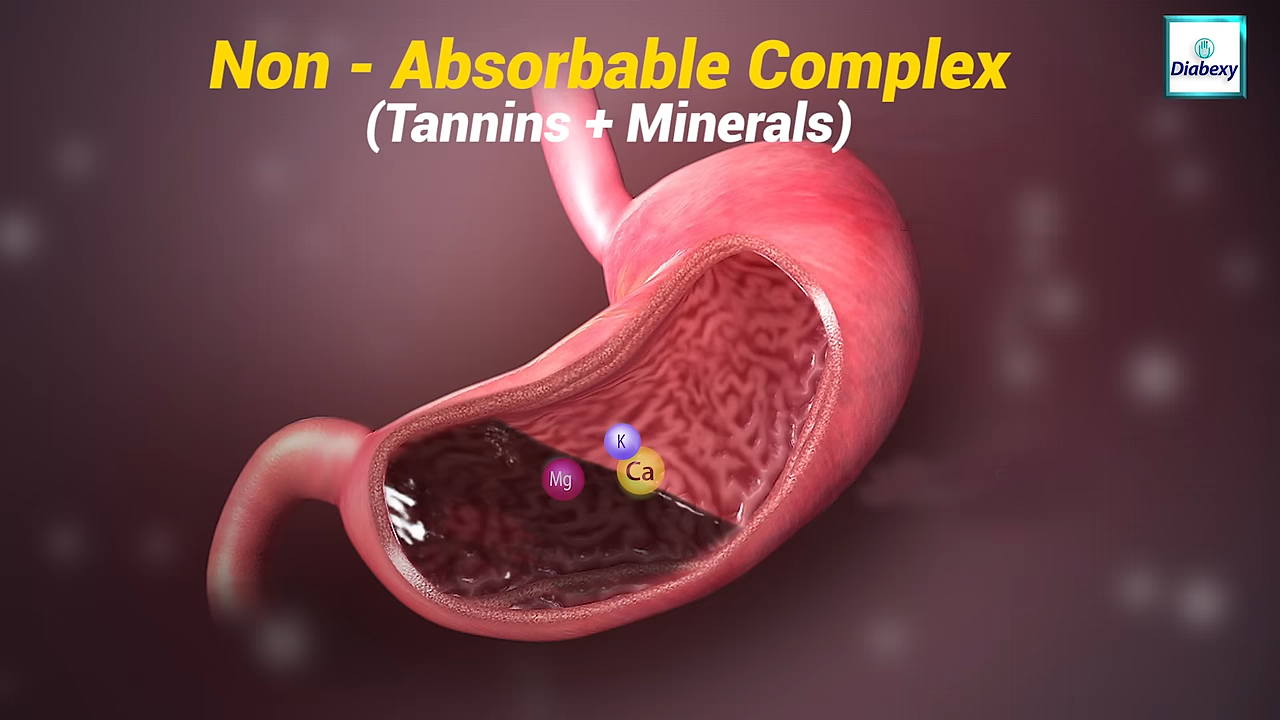 Non - Absorbable Complex
(Tannins + Minerals)
Diabexy
K
Mg
Ca